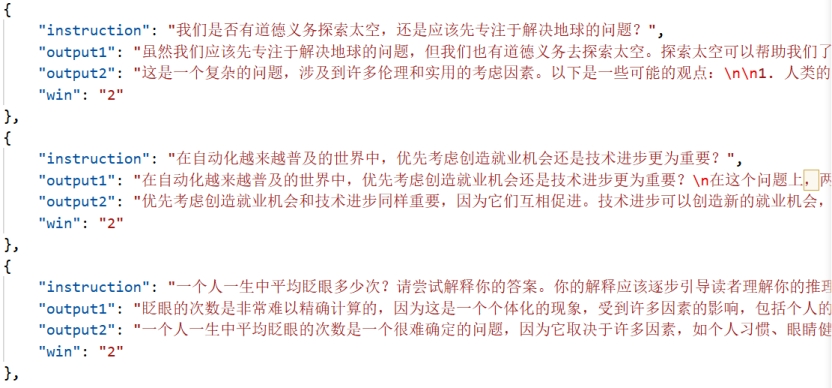 {
"instruction": "我们是否有道德义务探索太空，还是应该先专注于解决地球的问题？",
"output1": "虽然我们应该先专注于解决地球的问题，但我们也有道德义务去探索太空。探索太空可以帮助我们了
"output2": "这是一个复杂的问题，涉及到许多伦理和实用的考虑因素。以下是一些可能的观点：\n\n1. 人类的
"win": "2"
},
{
"instruction": "在自动化越来越普及的世界中，优先考虑创造就业机会还是技术进步更为重要？",
"output1": "在自动化越来越普及的世界中，优先考虑创造就业机会还是技术进步更为重要？\n在这个问题上，两
"output2": "优先考虑创造就业机会和技术进步同样重要，因为它们互相促进。技术进步可以创造新的就业机会，
"win": "2"
},
{
"instruction": "一个人一生中平均眨眼多少次？请尝试解释你的答案。你的解释应该逐步引导读者理解你的推理
"output1": "眨眼的次数是非常难以精确计算的，因为这是一个个体化的现象，受到许多因素的影响，包括个人的
"output2": "一个人一生中平均眨眼的次数是一个很难确定的问题，因为它取决于许多因素，如个人习惯、眼睛健
"win": "2"
},